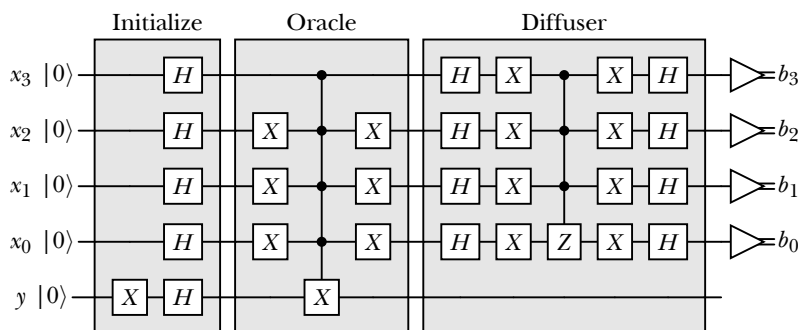 Initialize Oracle Diffuser
x₃ |0⟩ H H X X H b₃
x₂ |0⟩ H X X H X X H b₂
x₁ |0⟩ H X X H X X H b₁
x₀ |0⟩ H X X H X Z X H b₀
y |0⟩ X H X